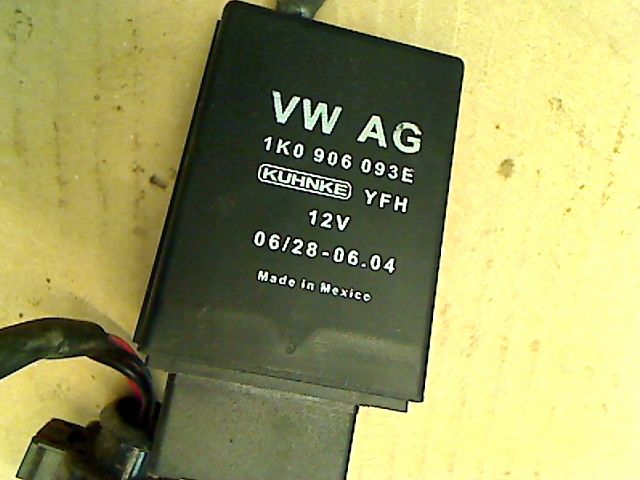 VW AG
1K0 906 093E
KUHNKE YFH
12V
06/28-06.04
Made in Mexico